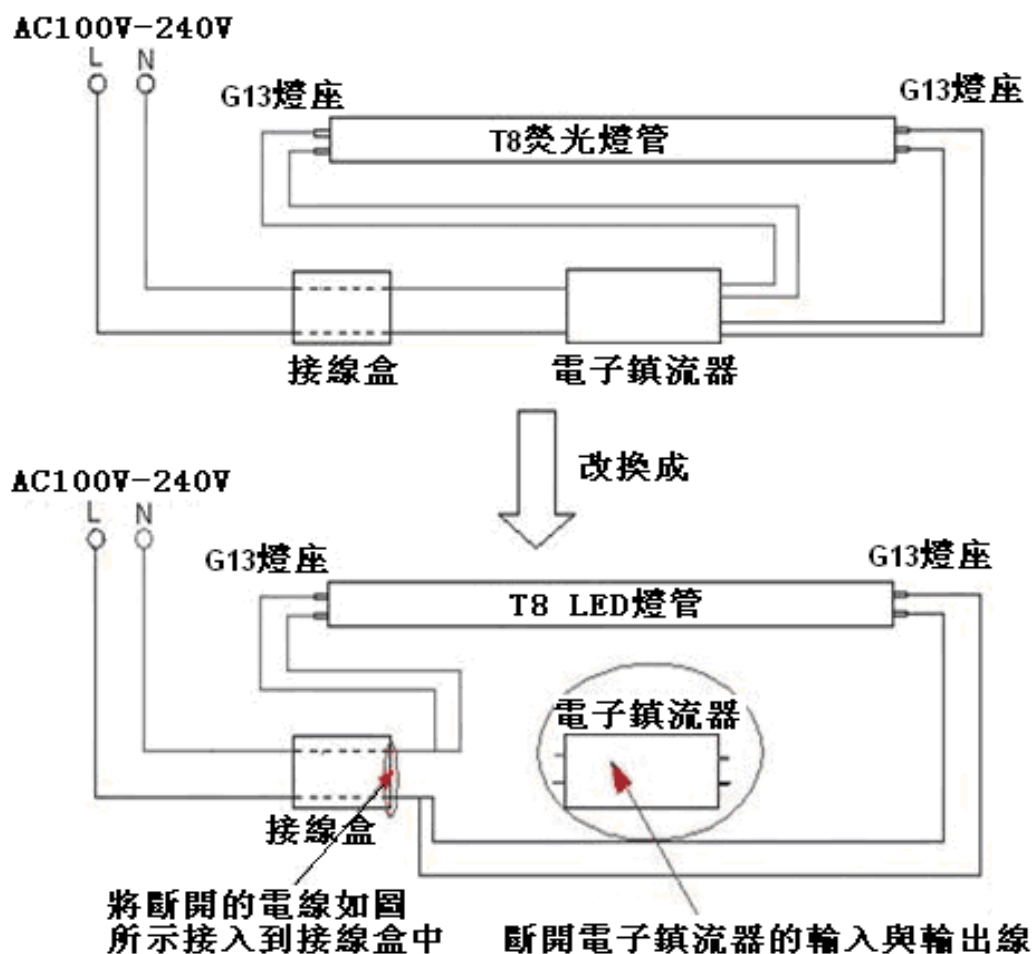 AC100V-240V
L N
G13燈座
G13燈座
T8熒光燈管
接線盒
電子鎮流器
改換成
AC100V-240V
L N
G13燈座
G13燈座
T8 LED燈管
電子鎮流器
接線盒
將斷開的電線如圖
所示接入到接線盒中
斷開電子鎮流器的輸入與輸出線